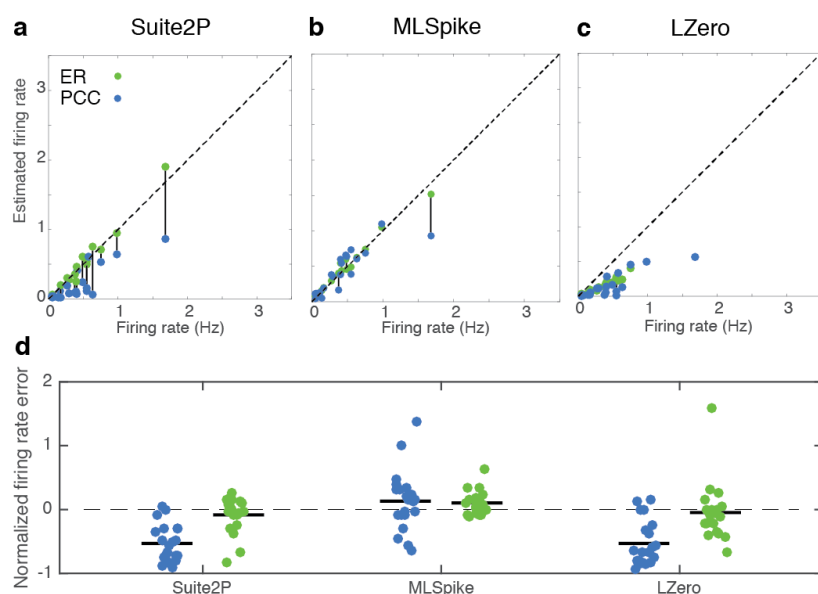 a Suite2P b MLSpike c LZero
ER
PCC
Estimated firing rate
3
2
1
0
0 1 2 3
Firing rate (Hz)
0 1 2 3
Firing rate (Hz)
0 1 2 3
Firing rate (Hz)
d
Normalized firing rate error
2
1
0
-1
Suite2P MLSpike LZero